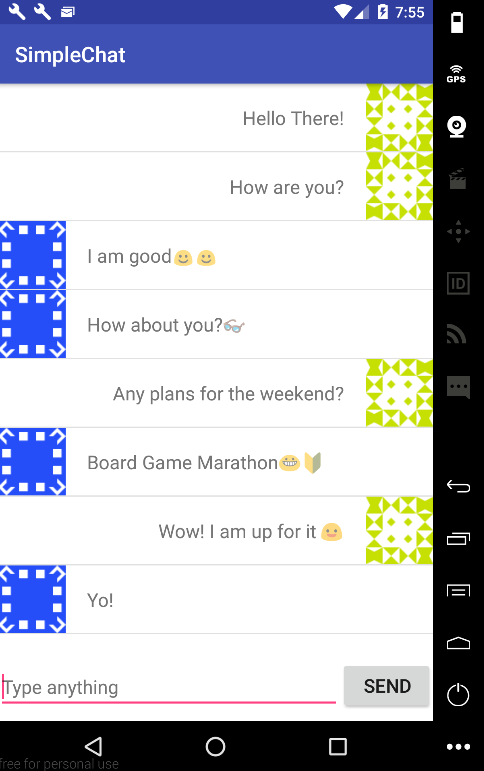 7:55
SimpleChat
GPS
Hello There!
How are you?
I am good😃 😃
ID
How about you?👓
Any plans for the weekend?
Board Game Marathon😁🔰
Wow! I am up for it 😀
Yo!
Type anything
SEND
free for personal use